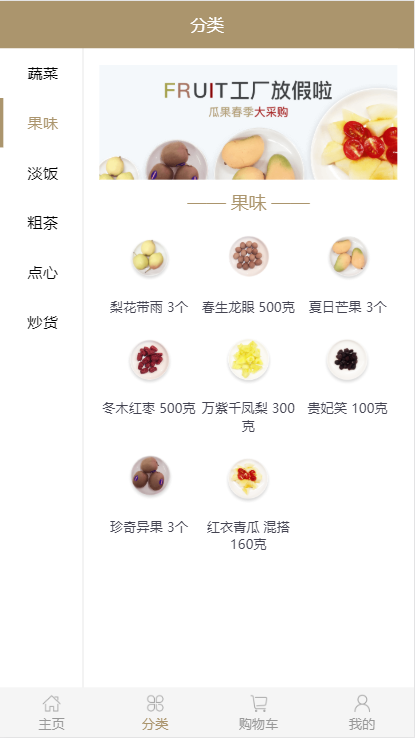 分类
蔬菜
果味
淡饭
粗茶
点心
炒货
FRUIT工厂放假啦
瓜果春季大采购
果味
梨花带雨 3个
春生龙眼 500克
夏日芒果 3个
冬木红枣 500克
万紫千凤梨 300
克
贵妃笑 100克
珍奇异果 3个
红衣青瓜 混搭
160克
主页
分类
购物车
我的